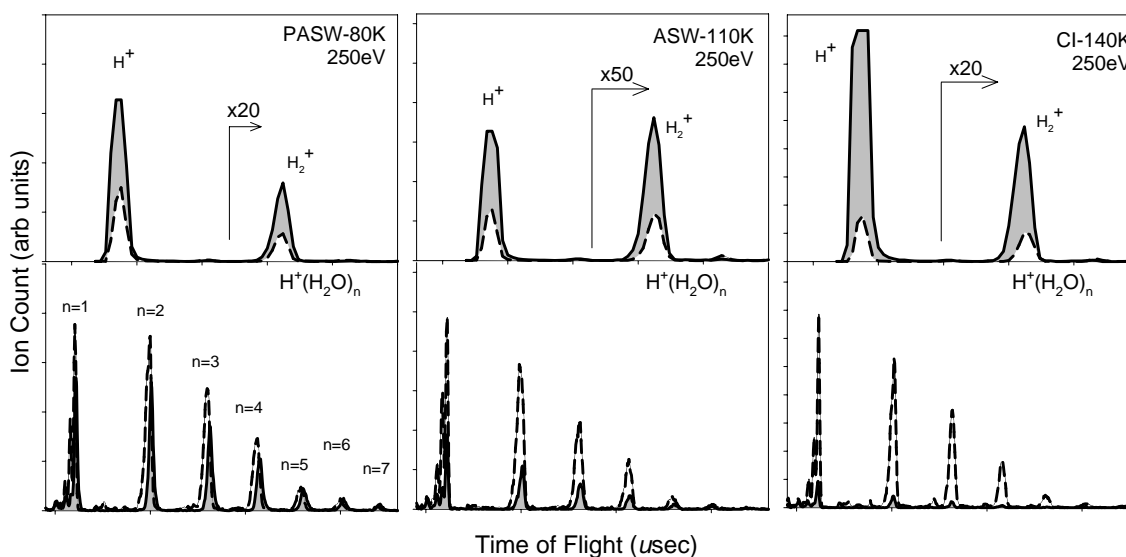 PASW-80K
250eV
H+
x20
H2+
ASW-110K
250eV
H+
x50
H2+
CI-140K
250eV
H+
x20
H2+
H+(H2O)n
n=1
n=2
n=3
n=4
n=5
n=6
n=7
H+(H2O)n
H+(H2O)n
Ion Count (arb units)
Time of Flight (usec)